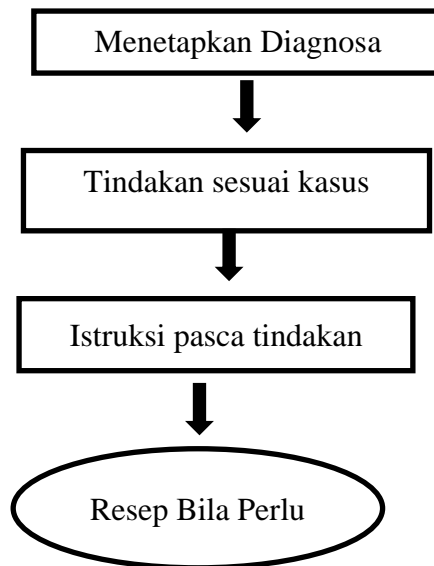 Menetapkan Diagnosa
Tindakan sesuai kasus
Istruksi pasca tindakan
Resep Bila Perlu